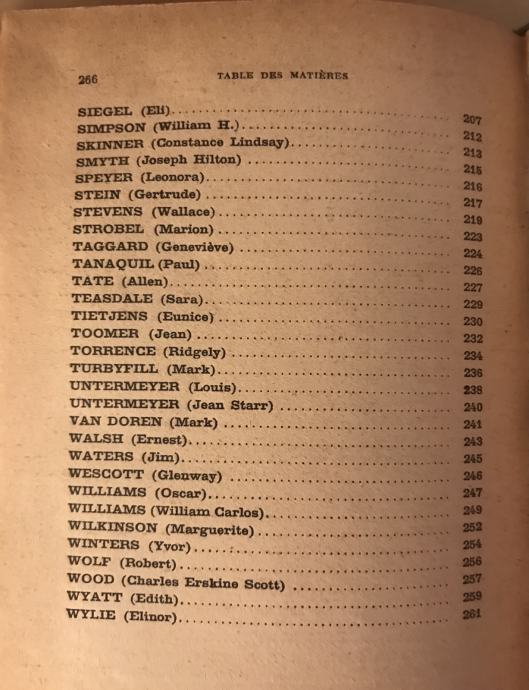 266
TABLE DES MATIÈRES
SIEGEL (Eli).................... 207
SIMPSON (William H.).................... 212
SKINNER (Constance Lindsay).................... 213
SMYTH (Joseph Hilton) .................... 215
SPEYER (Leonora).................... 216
STEIN (Gertrude) .................... 217
STEVENS (Wallace).................... 219
STROBEL (Marion).................... 223
TAGGARD (Geneviève) .................... 224
TANAQUIL (Paul) .................... 226
TATE (Allen).................... 227
TEASDALE (Sara).................... 229
TIETJENS (Eunice) .................... 230
TOOMER (Jean) .................... 232
TORRENCE (Ridgely) .................... 234
TURBYFILL (Mark).................... 236
UNTERMEYER (Louis).................... 238
UNTERMEYER (Jean Starr) .................... 240
VAN DOREN (Mark) .................... 241
WALSH (Ernest).................... 243
WATERS (Jim).................... 245
WESCOTT (Glenway) .................... 246
WILLIAMS (Oscar).................... 247
WILLIAMS (William Carlos).................... 249
WILKINSON (Marguerite).................... 252
WINTERS (Yvor).................... 254
WOLF (Robert).................... 256
WOOD (Charles Erskine Scott) .................... 257
WYATT (Edith).................... 259
WYLIE (Elinor).................... 261